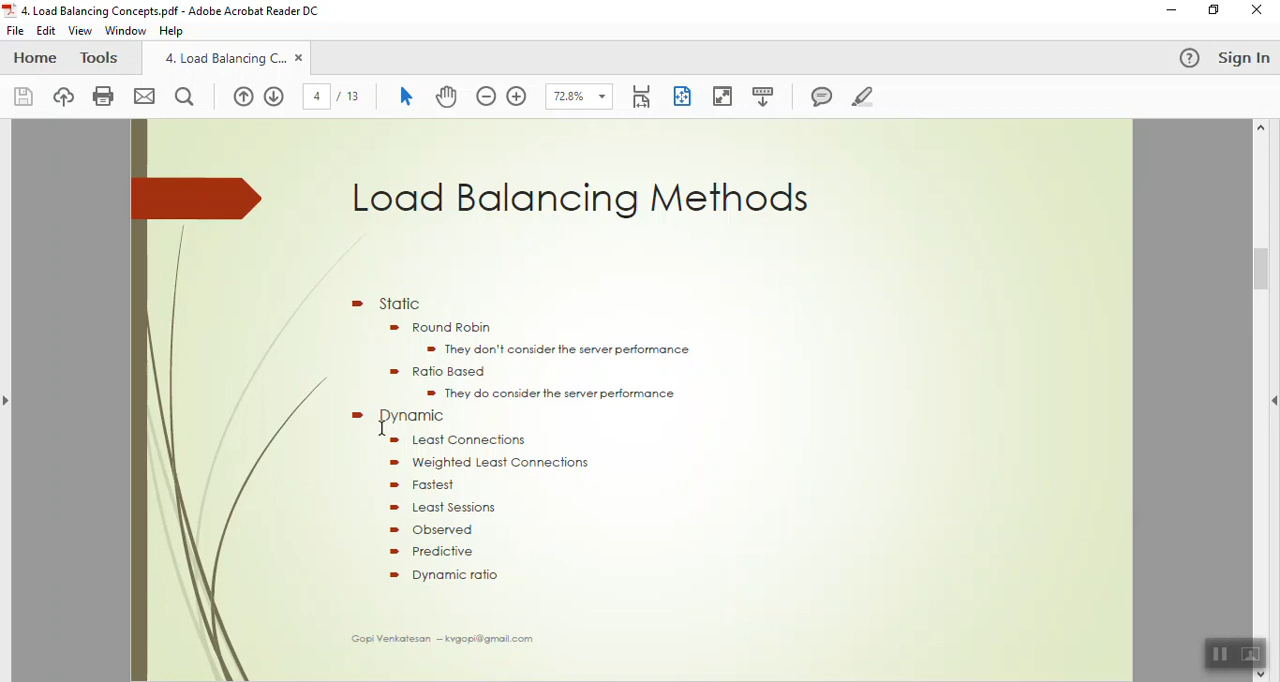 4. Load Balancing Concepts.pdf - Adobe Acrobat Reader DC
File Edit View Window Help
Home Tools 4. Load Balancing C... × ? Sign In
4 / 13 72.8%
Load Balancing Methods
Static
Round Robin
They don't consider the server performance
Ratio Based
They do consider the server performance
Dynamic
Least Connections
Weighted Least Connections
Fastest
Least Sessions
Observed
Predictive
Dynamic ratio
Gopi Venkatesan – kvgopi@gmail.com